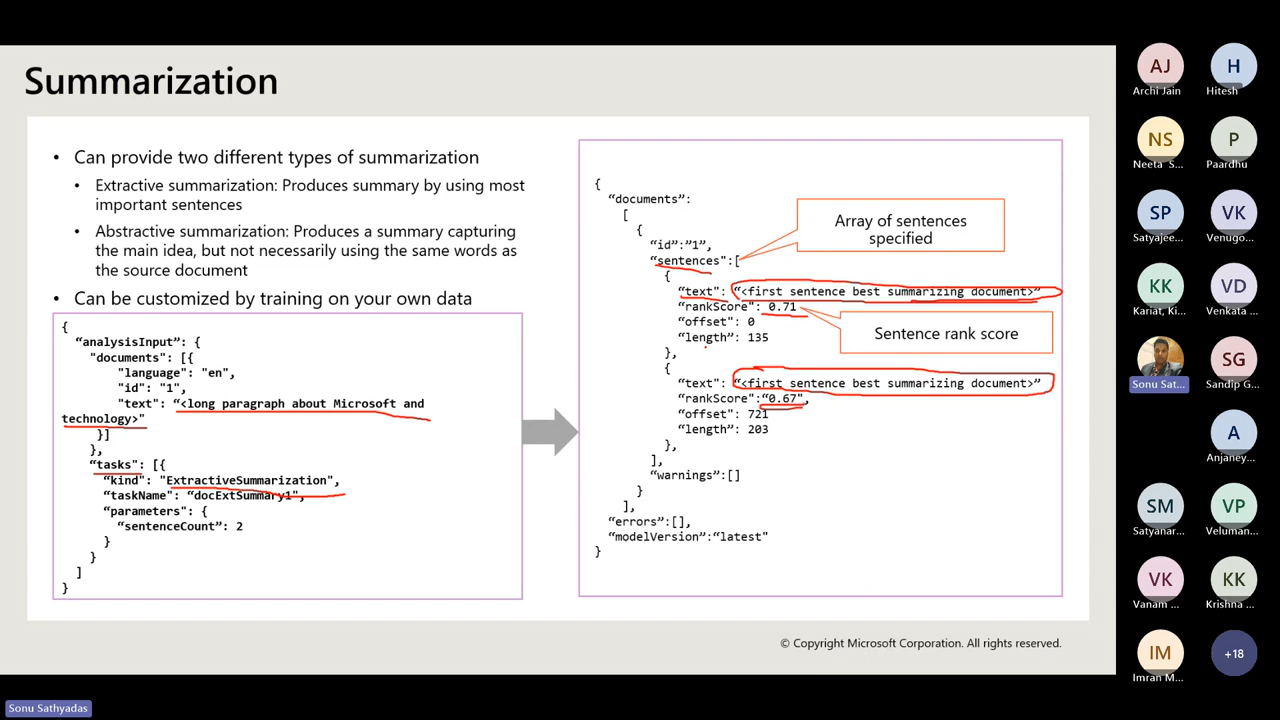 Summarization
• Can provide two different types of summarization
• Extractive summarization: Produces summary by using most
important sentences
• Abstractive summarization: Produces a summary capturing
the main idea, but not necessarily using the same words as
the source document
• Can be customized by training on your own data
{
“analysisInput”: {
"documents": [{
"language": "en",
"id": "1",
"text": “<long paragraph about Microsoft and
technology>"
}]
},
“tasks”: [{
“kind": "ExtractiveSummarization",
“taskName": “docExtSummary1",
“parameters": {
“sentenceCount”: 2
}
}
]
}
{
“documents”:
[
{
“id”:”1”,
“sentences":[
{
“text": “<first sentence best summarizing document>”
“rankScore": 0.71
“offset": 0
“length”: 135
},
{
“text": “<first sentence best summarizing document>”
“rankScore":“0.67",
“offset": 721
“length": 203
},
],
“warnings”:[]
}
],
“errors”:[],
“modelVersion”:“latest"
}
Array of sentences
specified
Sentence rank score
© Copyright Microsoft Corporation. All rights reserved.
AJ
Archi Jain
H
Hitesh
NS
Neeta S...
P
Paardhu
SP
Satyajee...
VK
Venugo...
KK
Kariat, Ki...
VD
Venkata ...
Sonu Sat...
SG
Sandip G...
A
Anjaney...
SM
Satyanar...
VP
Veluman...
VK
Vanam ...
KK
Krishna ...
IM
Imran M...
+18
Sonu Sathyadas